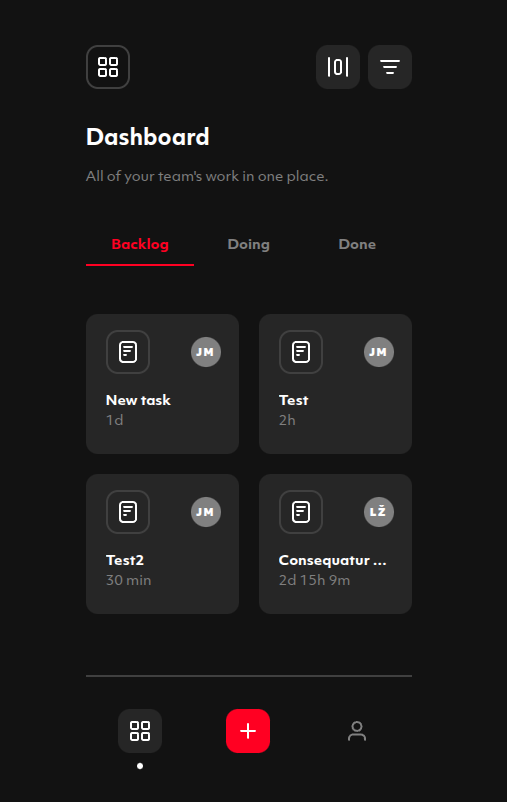 Dashboard
All of your team's work in one place.
Backlog Doing Done
JM JM
New task Test
1d 2h
JM LŽ
Test2 Consequatur ...
30 min 2d 15h 9m